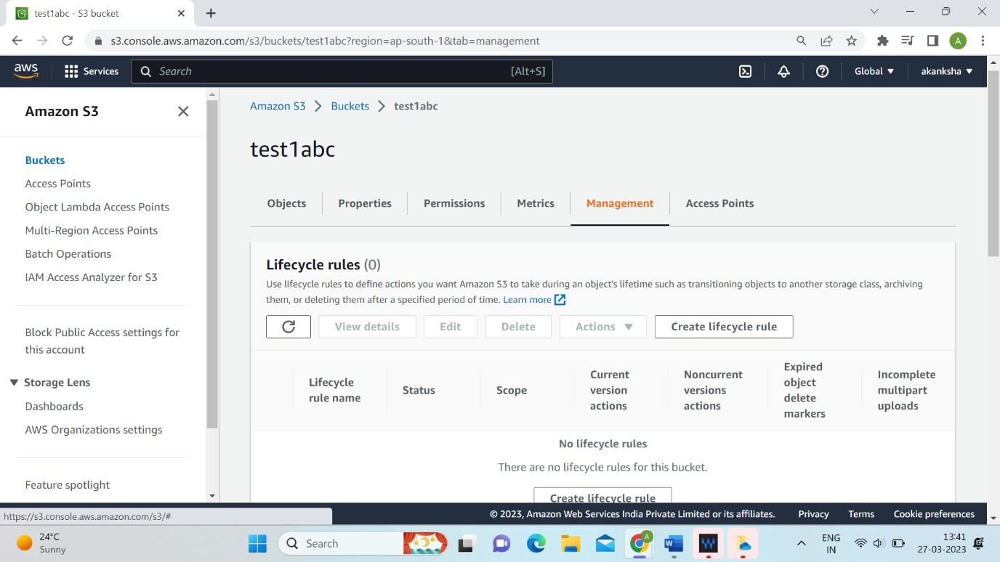 test1abc - S3 bucket
s3.console.aws.amazon.com/s3/buckets/test1abc?region=ap-south-1&tab=management
A
aws
Services
Search
[Alt+S]
Global
akanksha
Amazon S3
Buckets
Access Points
Object Lambda Access Points
Multi-Region Access Points
Batch Operations
IAM Access Analyzer for S3
Block Public Access settings for
this account
Storage Lens
Dashboards
AWS Organizations settings
Feature spotlight
Amazon S3 > Buckets > test1abc
test1abc
Objects
Properties
Permissions
Metrics
Management
Access Points
Lifecycle rules (0)
Use lifecycle rules to define actions you want Amazon S3 to take during an object's lifetime such as transitioning objects to another storage class, archiving
them, or deleting them after a specified period of time. Learn more
View details
Edit
Delete
Actions
Create lifecycle rule
Lifecycle
rule name
Status
Scope
Current
version
actions
Noncurrent
versions
actions
Expired
object
delete
markers
Incomplete
multipart
uploads
No lifecycle rules
There are no lifecycle rules for this bucket.
Create lifecycle rule
https://s3.console.aws.amazon.com/s3/#
© 2023, Amazon Web Services India Private Limited or its affiliates.
Privacy
Terms
Cookie preferences
24°C
Sunny
Search
A
W
ENG
IN
13:41
27-03-2023